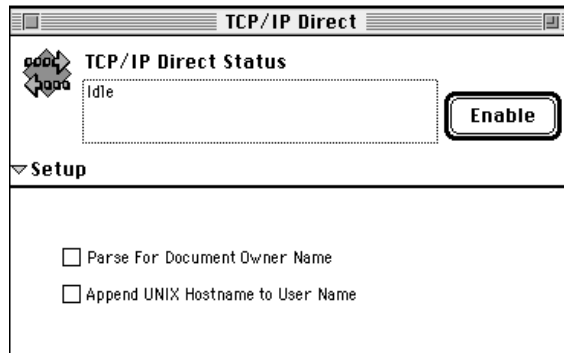 TCP/IP Direct
TCP/IP Direct Status
Idle
Enable
Setup
Parse For Document Owner Name
Append UNIX Hostname to User Name